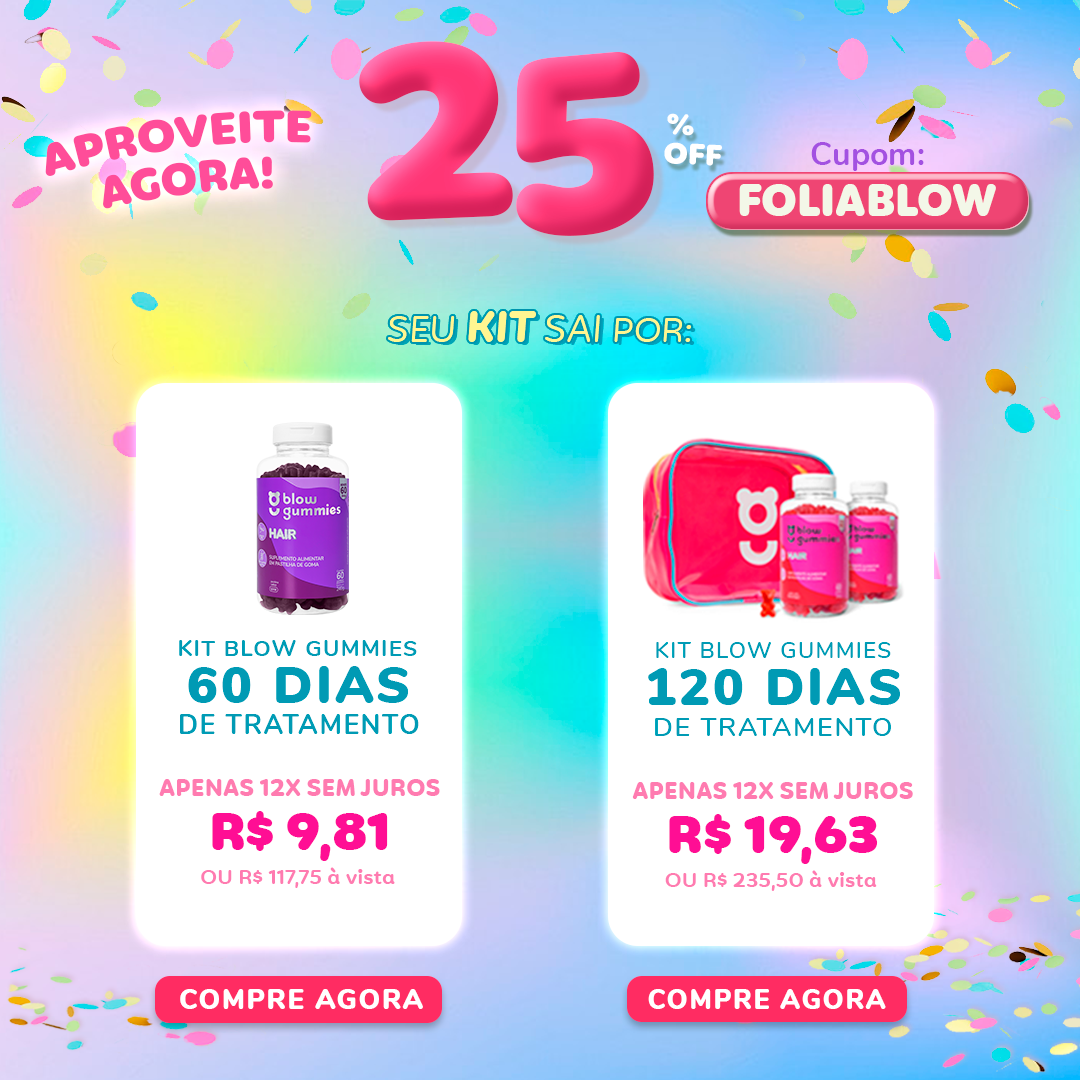 APROVEITE
AGORA!
25
%
OFF
Cupom:
FOLIABLOW
SEU KIT SAI POR:
blow
gummies
HAIR
SUPLEMENTO ALIMENTAR
EM PASTILHA DE GOMA
60
KIT BLOW GUMMIES
60 DIAS
DE TRATAMENTO
APENAS 12X SEM JUROS
R$ 9,81
OU R$ 117,75 à vista
COMPRE AGORA
blow
gummies
HAIR
KIT BLOW GUMMIES
120 DIAS
DE TRATAMENTO
APENAS 12X SEM JUROS
R$ 19,63
OU R$ 235,50 à vista
COMPRE AGORA